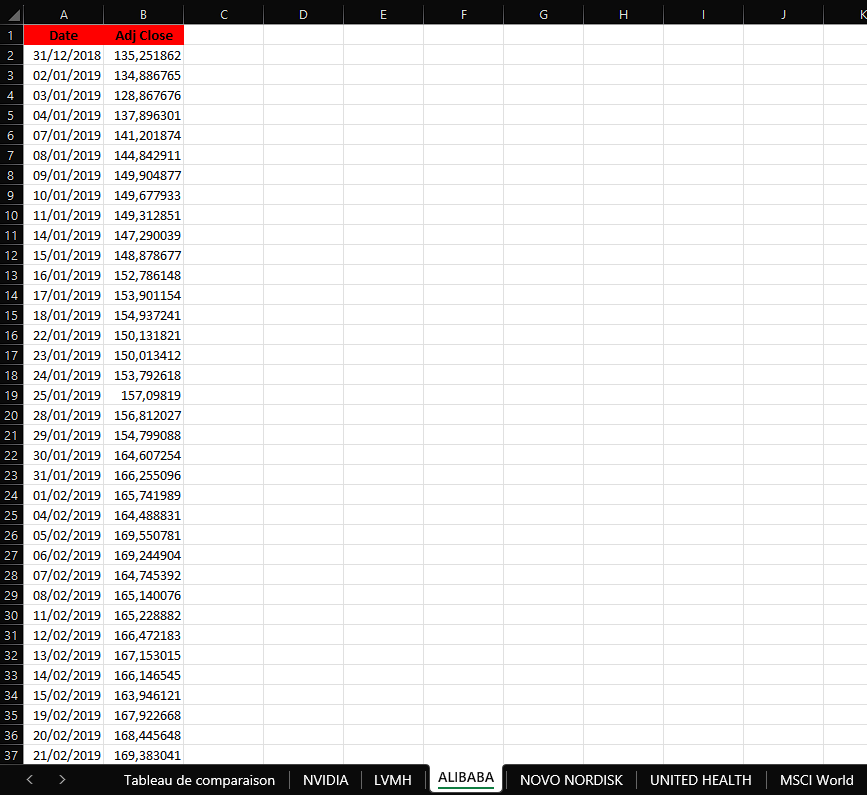 A B C D E F G H I J K
1 Date Adj Close
2 31/12/2018 135,251862
3 02/01/2019 134,886765
4 03/01/2019 128,867676
5 04/01/2019 137,896301
6 07/01/2019 141,201874
7 08/01/2019 144,842911
8 09/01/2019 149,904877
9 10/01/2019 149,677933
10 11/01/2019 149,312851
11 14/01/2019 147,290039
12 15/01/2019 148,878677
13 16/01/2019 152,786148
14 17/01/2019 153,901154
15 18/01/2019 154,937241
16 22/01/2019 150,131821
17 23/01/2019 150,013412
18 24/01/2019 153,792618
19 25/01/2019 157,09819
20 28/01/2019 156,812027
21 29/01/2019 154,799088
22 30/01/2019 164,607254
23 31/01/2019 166,255096
24 01/02/2019 165,741989
25 04/02/2019 164,488831
26 05/02/2019 169,550781
27 06/02/2019 169,244904
28 07/02/2019 164,745392
29 08/02/2019 165,140076
30 11/02/2019 165,228882
31 12/02/2019 166,472183
32 13/02/2019 167,153015
33 14/02/2019 166,146545
34 15/02/2019 163,946121
35 19/02/2019 167,922668
36 20/02/2019 168,445648
37 21/02/2019 169,383041
Tableau de comparaison NVIDIA LVMH ALIBABA NOVO NORDISK UNITED HEALTH MSCI World